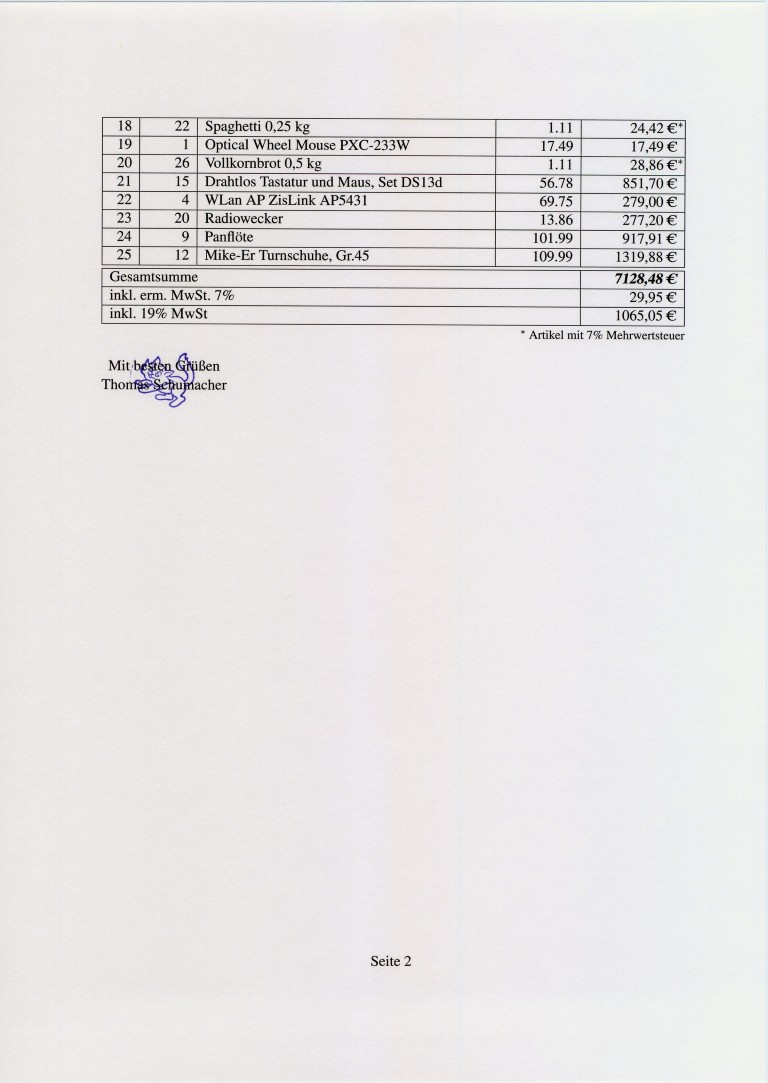 18 22 Spaghetti 0,25 kg 1.11 24,42 €*
19 1 Optical Wheel Mouse PXC-233W 17.49 17,49 €
20 26 Vollkornbrot 0,5 kg 1.11 28,86 €*
21 15 Drahtlos Tastatur und Maus, Set DS13d 56.78 851,70 €
22 4 WLan AP ZisLink AP5431 69.75 279,00 €
23 20 Radiowecker 13.86 277,20 €
24 9 Panflöte 101.99 917,91 €
25 12 Mike-Er Turnschuhe, Gr.45 109.99 1319,88 €
Gesamtsumme 7128,48 €
inkl. erm. MwSt. 7% 29,95 €
inkl. 19% MwSt 1065,05 €
* Artikel mit 7% Mehrwertsteuer
Mit besten Grüßen
Thomas Schumacher
Seite 2